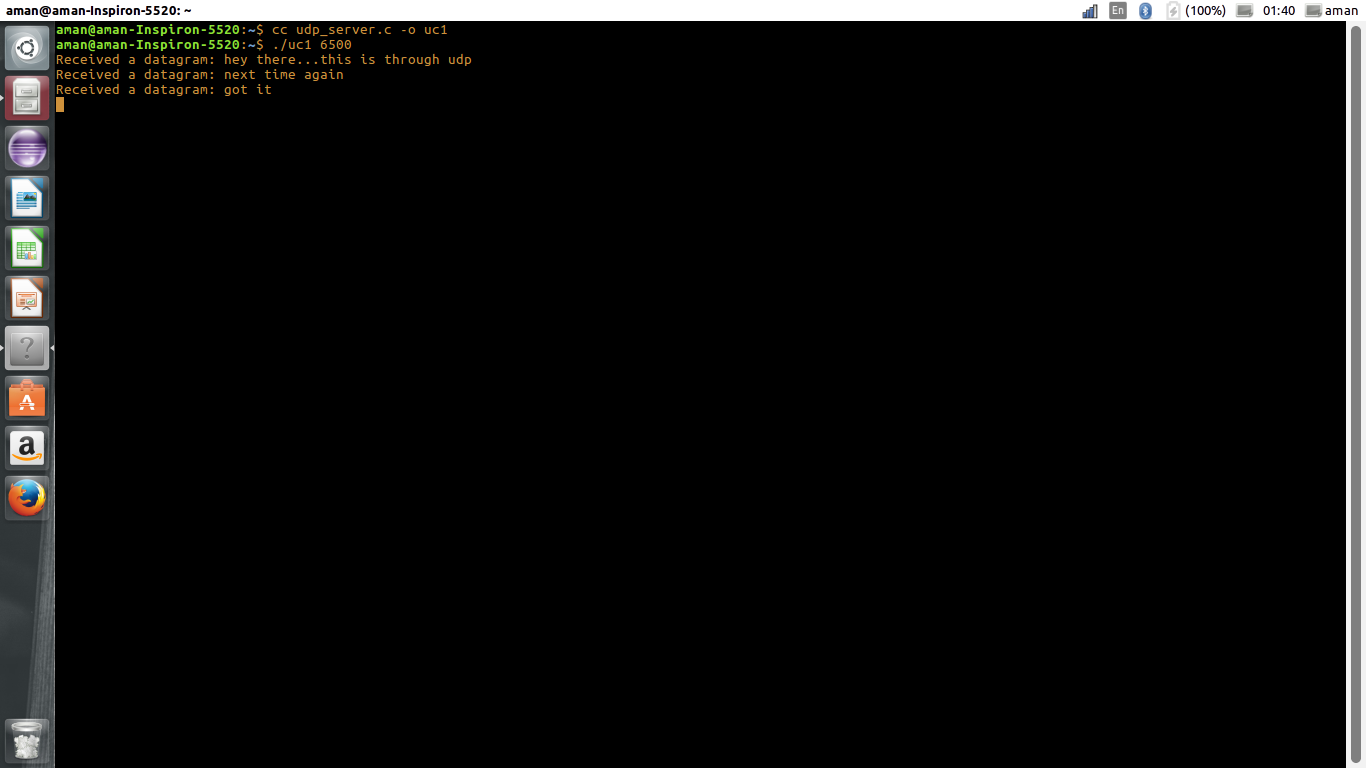 aman@aman-Inspiron-5520: ~
En
(100%)
01:40
aman
aman@aman-Inspiron-5520:~$ cc udp_server.c -o uc1
aman@aman-Inspiron-5520:~$ ./uc1 6500
Received a datagram: hey there...this is through udp
Received a datagram: next time again
Received a datagram: got it
?
A
a